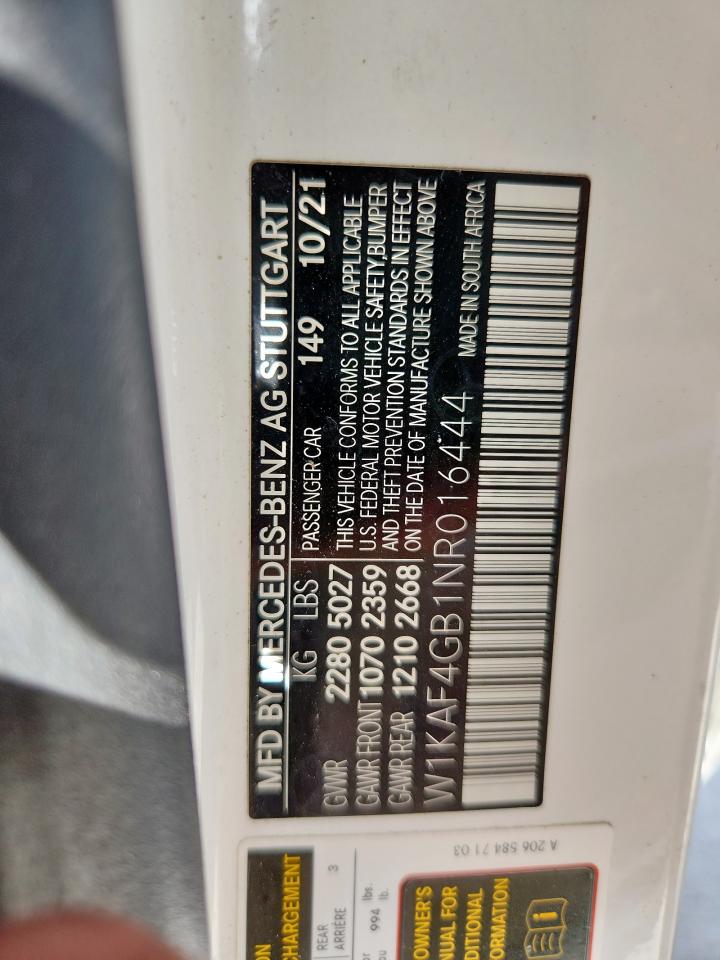 MFD BY MERCEDES-BENZ AG STUTTGART
KG LBS
GVWR 2280 5027
GAWR FRONT 1070 2359
GAWR REAR 1210 2668
PASSENGER CAR 149 10/21
THIS VEHICLE CONFORMS TO ALL APPLICABLE
U.S. FEDERAL MOTOR VEHICLE SAFETY,BUMPER
AND THEFT PREVENTION STANDARDS IN EFFECT
ON THE DATE OF MANUFACTURE SHOWN ABOVE
W1KAF4GB1NR016444 MADE IN SOUTH AFRICA
CHARGEMENT
REAR
ARRIÈRE 3
lbs.
994 lb.
OWNER'S
FOR
A 206 584 71 03